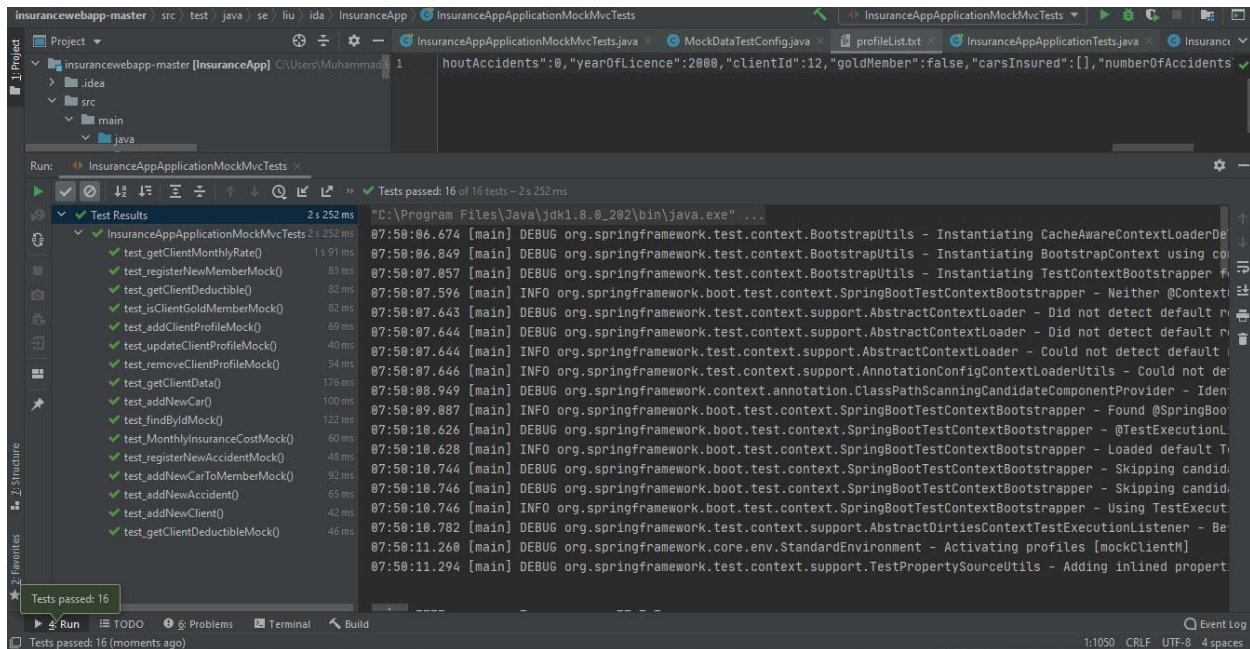 insurancewebapp-master 〉 src 〉 test 〉 java 〉 se 〉 liu 〉 ida 〉 InsuranceApp 〉 InsuranceAppApplicationMockMvcTests
InsuranceAppApplicationMockMvcTests
1: Project
Project
InsuranceAppApplicationMockMvcTests.java
MockDataTestConfig.java
profileList.txt
InsuranceAppApplicationTests.java
insurancewebapp-master [InsuranceApp] C:\Users\Muhammad
.idea
src
main
java
1
houtAccidents":0,"yearOfLicence":2000,"clientId":12,"goldMember":false,"carsInsured":[],"numberOfAccidents
Run: InsuranceAppApplicationMockMvcTests
Tests passed: 16 of 16 tests – 2 s 252 ms
Test Results 2 s 252 ms
InsuranceAppApplicationMockMvcTests 2 s 252 ms
test_getClientMonthlyRate() 1 s 91 ms
test_registerNewMemberMock() 83 ms
test_getClientDeductible() 82 ms
test_isClientGoldMemberMock() 82 ms
test_addClientProfileMock() 69 ms
test_updateClientProfileMock() 40 ms
test_removeClientProfileMock() 54 ms
test_getClientData() 176 ms
test_addNewCar() 100 ms
test_findByIdMock() 122 ms
test_MonthlyInsuranceCostMock() 60 ms
test_registerNewAccidentMock() 48 ms
test_addNewCarToMemberMock() 92 ms
test_addNewAccident() 65 ms
test_addNewClient() 42 ms
test_getClientDeductibleMock() 46 ms
"C:\Program Files\Java\jdk1.8.0_202\bin\java.exe" ...
07:50:06.674 [main] DEBUG org.springframework.test.context.BootstrapUtils - Instantiating CacheAwareContextLoaderDe
07:50:06.849 [main] DEBUG org.springframework.test.context.BootstrapUtils - Instantiating BootstrapContext using co
07:50:07.057 [main] DEBUG org.springframework.test.context.BootstrapUtils - Instantiating TestContextBootstrapper f
07:50:07.596 [main] INFO org.springframework.boot.test.context.SpringBootTestContextBootstrapper - Neither @Context
07:50:07.643 [main] DEBUG org.springframework.test.context.support.AbstractContextLoader - Did not detect default r
07:50:07.644 [main] DEBUG org.springframework.test.context.support.AbstractContextLoader - Did not detect default r
07:50:07.644 [main] INFO org.springframework.test.context.support.AbstractContextLoader - Could not detect default
07:50:07.646 [main] INFO org.springframework.test.context.support.AnnotationConfigContextLoaderUtils - Could not de
07:50:08.949 [main] DEBUG org.springframework.context.annotation.ClassPathScanningCandidateComponentProvider - Iden
07:50:09.087 [main] INFO org.springframework.boot.test.context.SpringBootTestContextBootstrapper - Found @SpringBoo
07:50:10.626 [main] DEBUG org.springframework.boot.test.context.SpringBootTestContextBootstrapper - @TestExecutionL
07:50:10.628 [main] INFO org.springframework.boot.test.context.SpringBootTestContextBootstrapper - Loaded default T
07:50:10.744 [main] DEBUG org.springframework.boot.test.context.SpringBootTestContextBootstrapper - Skipping candid
07:50:10.746 [main] DEBUG org.springframework.boot.test.context.SpringBootTestContextBootstrapper - Skipping candid
07:50:10.746 [main] INFO org.springframework.boot.test.context.SpringBootTestContextBootstrapper - Using TestExecut
07:50:10.782 [main] DEBUG org.springframework.test.context.support.AbstractDirtiesContextTestExecutionListener - Be
07:50:11.260 [main] DEBUG org.springframework.core.env.StandardEnvironment - Activating profiles [mockClientM]
07:50:11.294 [main] DEBUG org.springframework.test.context.support.TestPropertySourceUtils - Adding inlined propert
7: Structure
2: Favorites
Tests passed: 16
4: Run TODO 6: Problems Terminal Build Event Log
Tests passed: 16 (moments ago) 1:1050 CRLF UTF-8 4 spaces